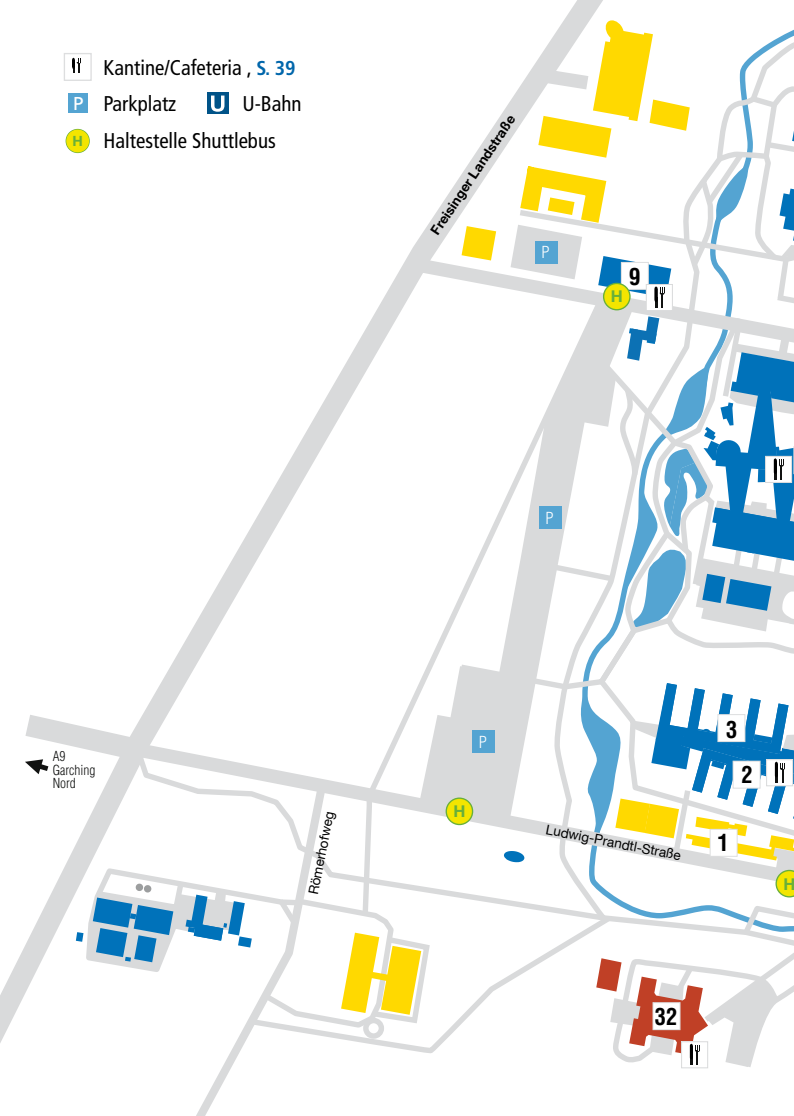 Kantine/Cafeteria , S. 39
P Parkplatz U U-Bahn
H Haltestelle Shuttlebus
Freisinger Landstraße
P
9
H
P
3
P
2
A9
Garching
Nord
H
Ludwig-Prandtl-Straße
1
Römerhofweg
H
32